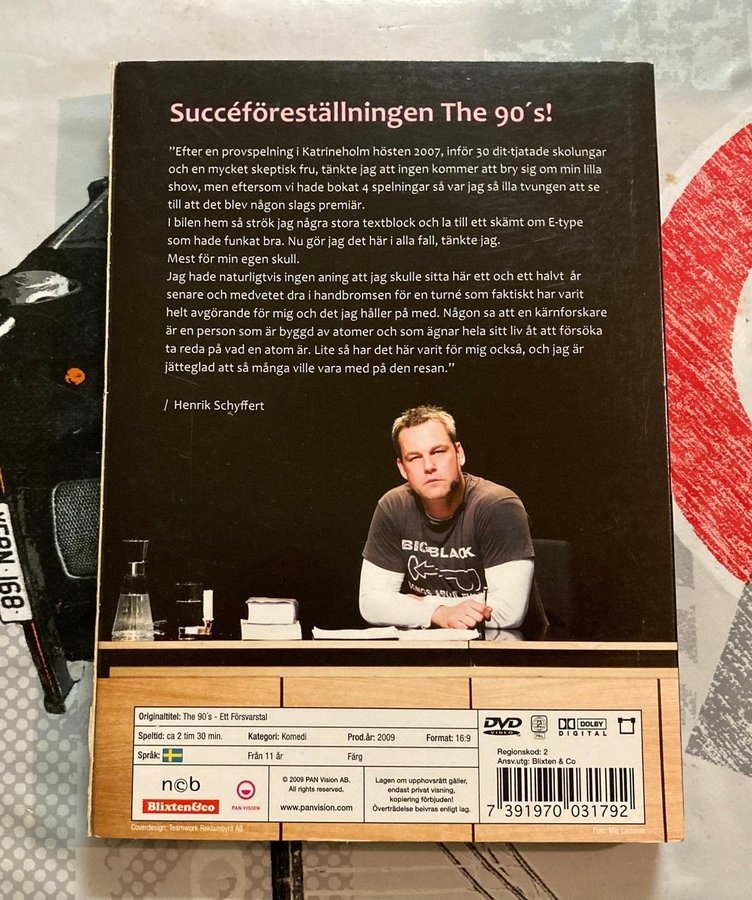 Succéföreställningen The 90´s!
”Efter en provspelning i Katrineholm hösten 2007, inför 30 dit-tjatade skolungar
och en mycket skeptisk fru, tänkte jag att ingen kommer att bry sig om min lilla
show, men eftersom vi hade bokat 4 spelningar så var jag så illa tvungen att se
till att det blev någon slags premiär.
I bilen hem så strök jag några stora textblock och la till ett skämt om E-type
som hade funkat bra. Nu gör jag det här i alla fall, tänkte jag.
Mest för min egen skull.
Jag hade naturligtvis ingen aning att jag skulle sitta här ett och ett halvt år
senare och medvetet dra i handbromsen för en turné som faktiskt har varit
helt avgörande för mig och det jag håller på med. Någon sa att en kärnforskare
är en person som är byggd av atomer och som ägnar hela sitt liv åt att försöka
ta reda på vad en atom är. Lite så har det här varit för mig också, och jag är
jätteglad att så många ville vara med på den resan.”
/ Henrik Schyffert
BIG BLACK
SONGS ABOUT
168
Originaltitel: The 90´s - Ett Försvarstal
Speltid: ca 2 tim 30 min. Kategori: Komedi Prod.år: 2009 Format: 16:9
Språk: Från 11 år Färg
ncb
Blixten&co
PAN VISION
© 2009 PAN Vision AB.
All rights reserved.
www.panvision.com
Lagen om upphovsrätt gäller,
endast privat visning,
kopiering förbjuden!
Överträdelse beivras enligt lag.
DVD VIDEO 2 PAL DOLBY DIGITAL
Regionskod: 2
Ansv.utg: Blixten & Co
7 391970 031792
Coverdesign: Teamwork Reklambyrå AB
Foto: Mia Carlsson